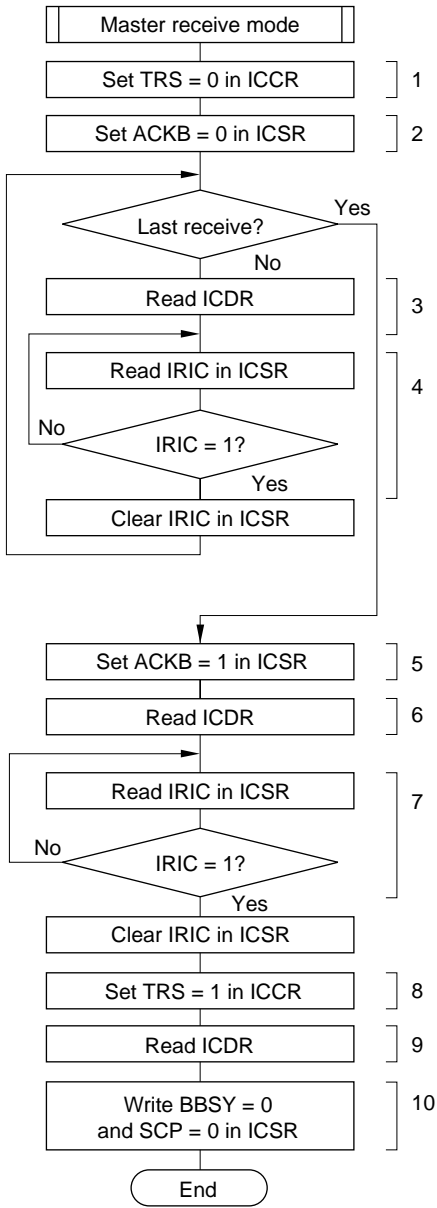 Master receive mode
Set TRS = 0 in ICCR
1
Set ACKB = 0 in ICSR
2
Last receive?
Yes
No
Read ICDR
3
Read IRIC in ICSR
4
No
IRIC = 1?
Yes
Clear IRIC in ICSR
Set ACKB = 1 in ICSR
5
Read ICDR
6
Read IRIC in ICSR
7
No
IRIC = 1?
Yes
Clear IRIC in ICSR
Set TRS = 1 in ICCR
8
Read ICDR
9
Write BBSY = 0
and SCP = 0 in ICSR
10
End